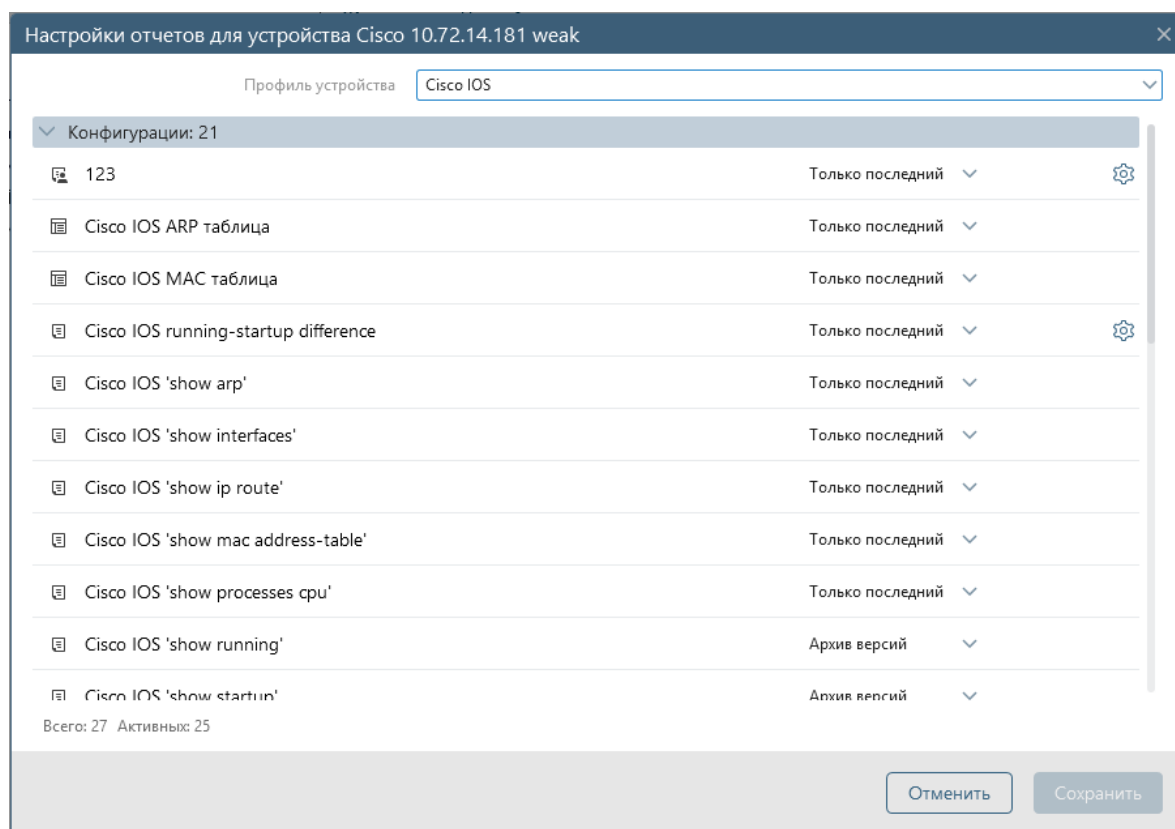 Настройки отчетов для устройства Cisco 10.72.14.181 weak
Профиль устройства Cisco IOS
Конфигурации: 21
123 Только последний
Cisco IOS ARP таблица Только последний
Cisco IOS MAC таблица Только последний
Cisco IOS running-startup difference Только последний
Cisco IOS 'show arp' Только последний
Cisco IOS 'show interfaces' Только последний
Cisco IOS 'show ip route' Только последний
Cisco IOS 'show mac address-table' Только последний
Cisco IOS 'show processes cpu' Только последний
Cisco IOS 'show running' Архив версий
Cisco IOS 'show startup' Архив версий
Всего: 27 Активных: 25
Отменить Сохранить